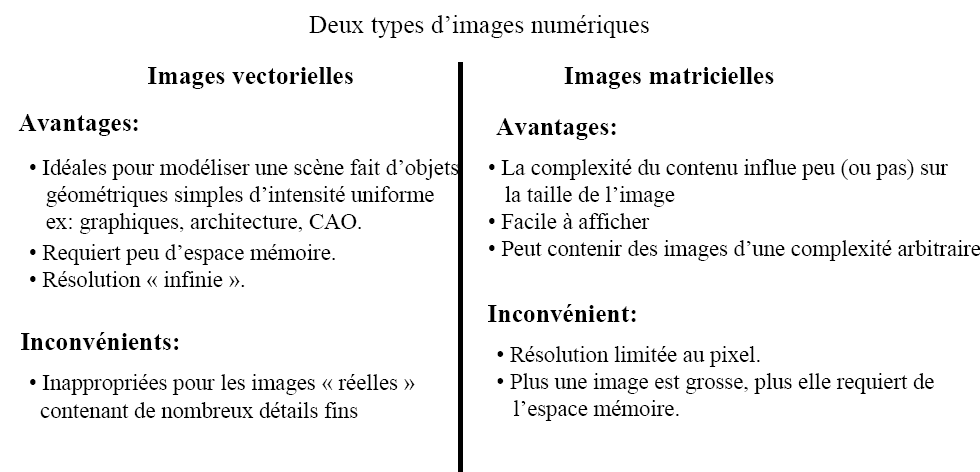 Deux types d’images numériques
Images vectorielles
Avantages:
• Idéales pour modéliser une scène fait d’objets
géométriques simples d’intensité uniforme
ex: graphiques, architecture, CAO.
• Requiert peu d’espace mémoire.
• Résolution « infinie ».
Inconvénients:
• Inappropriées pour les images « réelles »
contenant de nombreux détails fins
Images matricielles
Avantages:
• La complexité du contenu influe peu (ou pas) sur
la taille de l’image
• Facile à afficher
• Peut contenir des images d’une complexité arbitraire
Inconvénient:
• Résolution limitée au pixel.
• Plus une image est grosse, plus elle requiert de
l’espace mémoire.